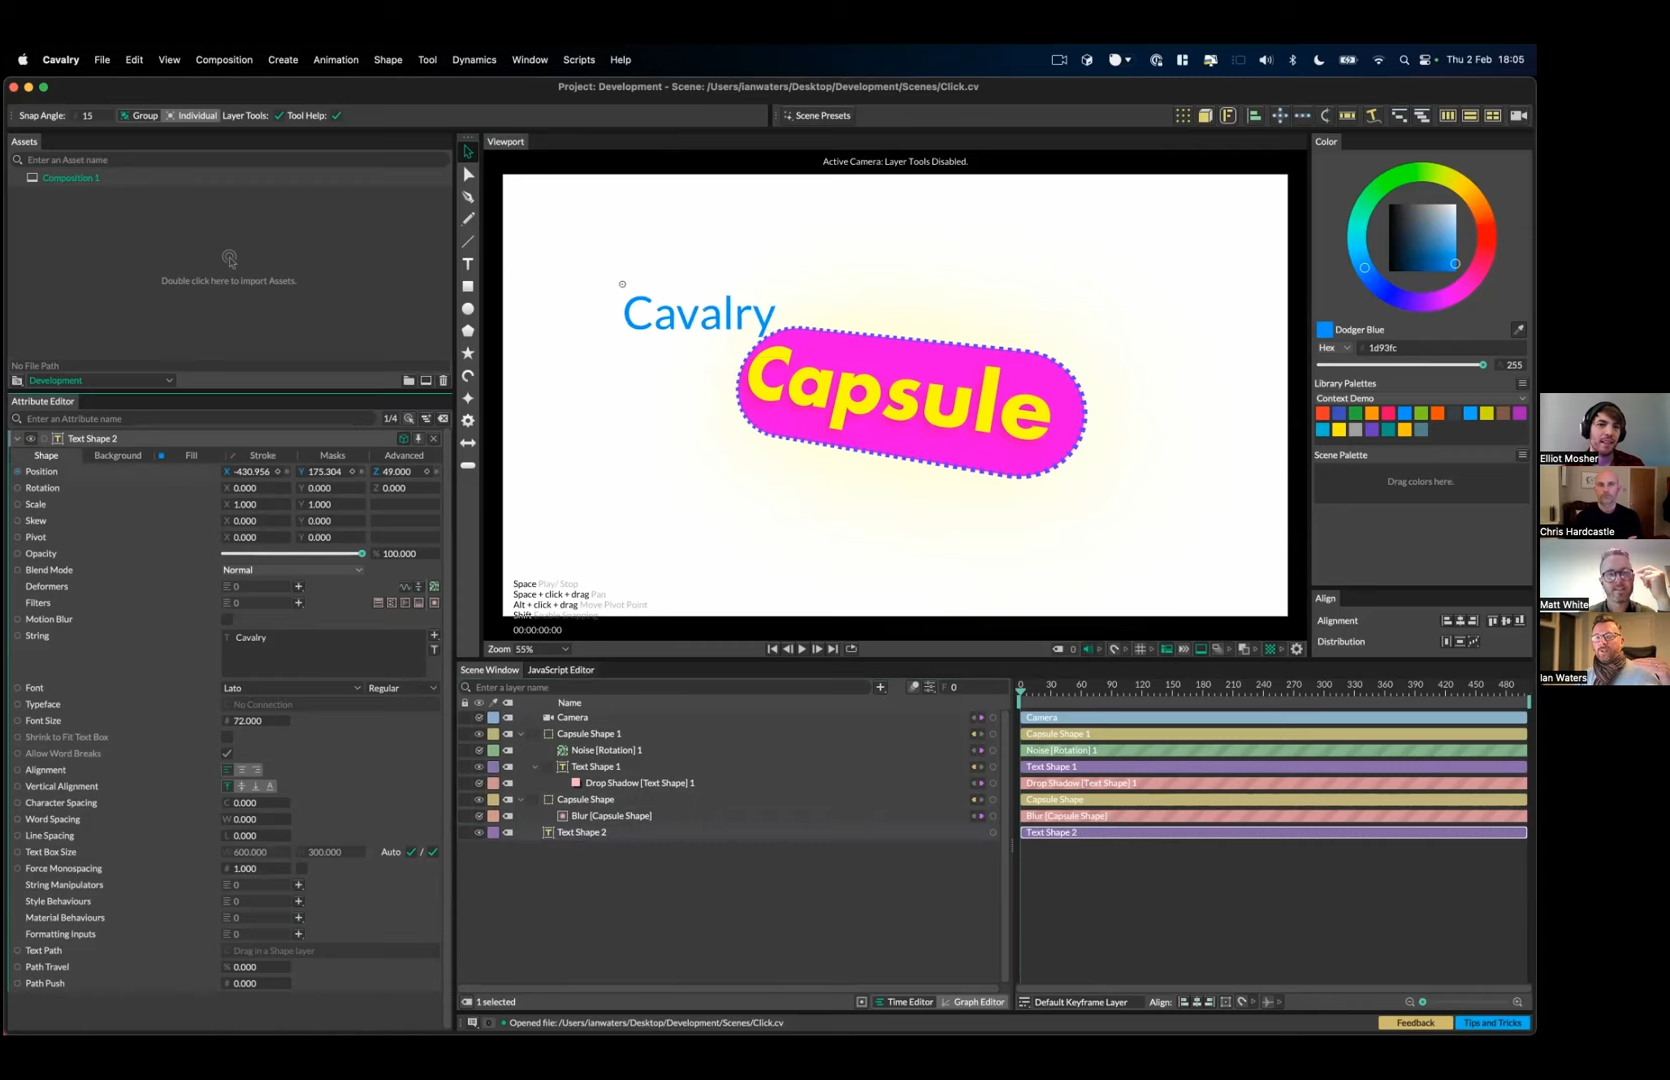 Cavalry File Edit View Composition Create Animation Shape Tool Dynamics Window Scripts Help Thu 2 Feb 18:05
Project: Development - Scene: /Users/ianwaters/Desktop/Development/Scenes/Click.cv
Snap Angle: 15 Group Individual Layer Tools: Tool Help: Scene Presets
Assets
Enter an Asset name
Composition 1
Double click here to import Assets.
No File Path
Development
Attribute Editor
Enter an Attribute name 1/4
Text Shape 2
Shape Background Fill Stroke Masks Advanced
Position X -430.956 Y 175.304 Z 49.000
Rotation X 0.000 Y 0.000 Z 0.000
Scale X 1.000 Y 1.000
Skew X 0.000 Y 0.000
Pivot X 0.000 Y 0.000
Opacity % 100.000
Blend Mode Normal
Deformers 0
Filters 0
Motion Blur
String T Cavalry
Font Lato Regular
Typeface No Connection
Font Size # 72.000
Shrink to Fit Text Box
Allow Word Breaks
Alignment
Vertical Alignment
Character Spacing C 0.000
Word Spacing W 0.000
Line Spacing L 0.000
Text Box Size W 600.000 H 300.000 Auto /
Force Monospacing # 1.000
String Manipulators 0
Style Behaviours 0
Material Behaviours 0
Formatting Inputs 0
Text Path Drag in a Shape layer
Path Travel % 0.000
Path Push # 0.000
Viewport
Active Camera: Layer Tools Disabled.
Cavalry
Capsule
Space Play/ Stop
Space + click + drag Pan
Alt + click + drag Move Pivot Point
Shift Enable Snapping
00:00:00:00
Zoom 55% 0
Scene Window JavaScript Editor
Enter a layer name F 0
Name
Camera
Capsule Shape 1
Noise [Rotation] 1
Text Shape 1
Drop Shadow [Text Shape] 1
Capsule Shape
Blur [Capsule Shape]
Text Shape 2
0 30 60 90 120 150 180 210 240 270 300 330 360 390 420 450 480
Camera
Capsule Shape 1
Noise [Rotation] 1
Text Shape 1
Drop Shadow [Text Shape] 1
Capsule Shape
Blur [Capsule Shape]
Text Shape 2
1 selected Time Editor Graph Editor Default Keyframe Layer Align:
0 Opened file: /Users/ianwaters/Desktop/Development/Scenes/Click.cv Feedback Tips and Tricks
Color
Dodger Blue
Hex # 1d93fc
255
Library Palettes
Context Demo
Scene Palette
Drag colors here.
Align
Alignment
Distribution
Elliot Mosher
Chris Hardcastle
Matt White
Ian Waters